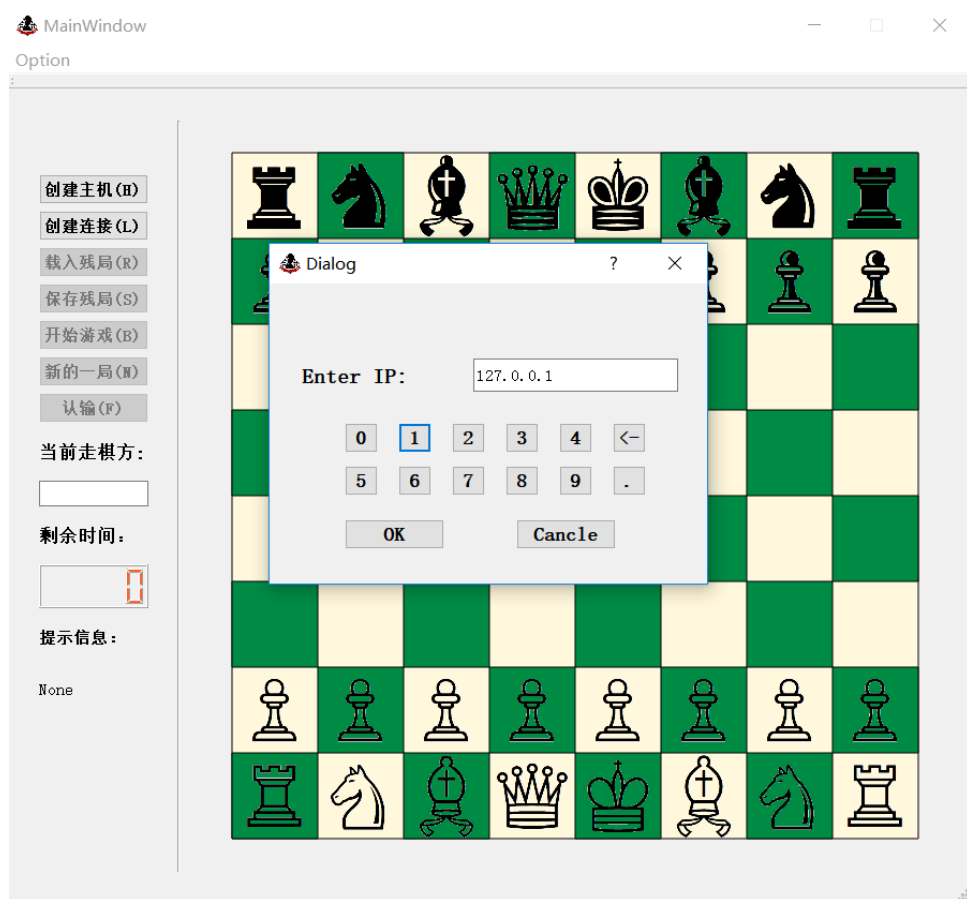 MainWindow
Option
创建主机(H)
创建连接(L)
载入残局(R)
保存残局(S)
开始游戏(B)
新的一局(N)
认输(F)
当前走棋方:
剩余时间:
0
提示信息:
None
Dialog
?
Enter IP:
127.0.0.1
0 1 2 3 4 <-
5 6 7 8 9 .
OK Cancle